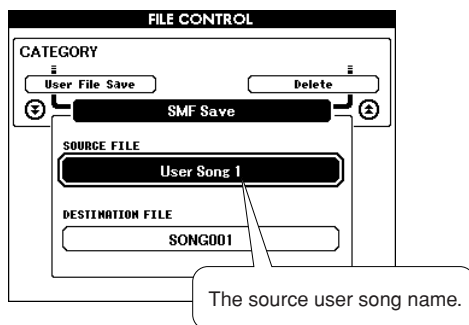 FILE CONTROL
CATEGORY
User File Save
Delete
SMF Save
SOURCE FILE
User Song 1
DESTINATION FILE
SONG001
The source user song name.